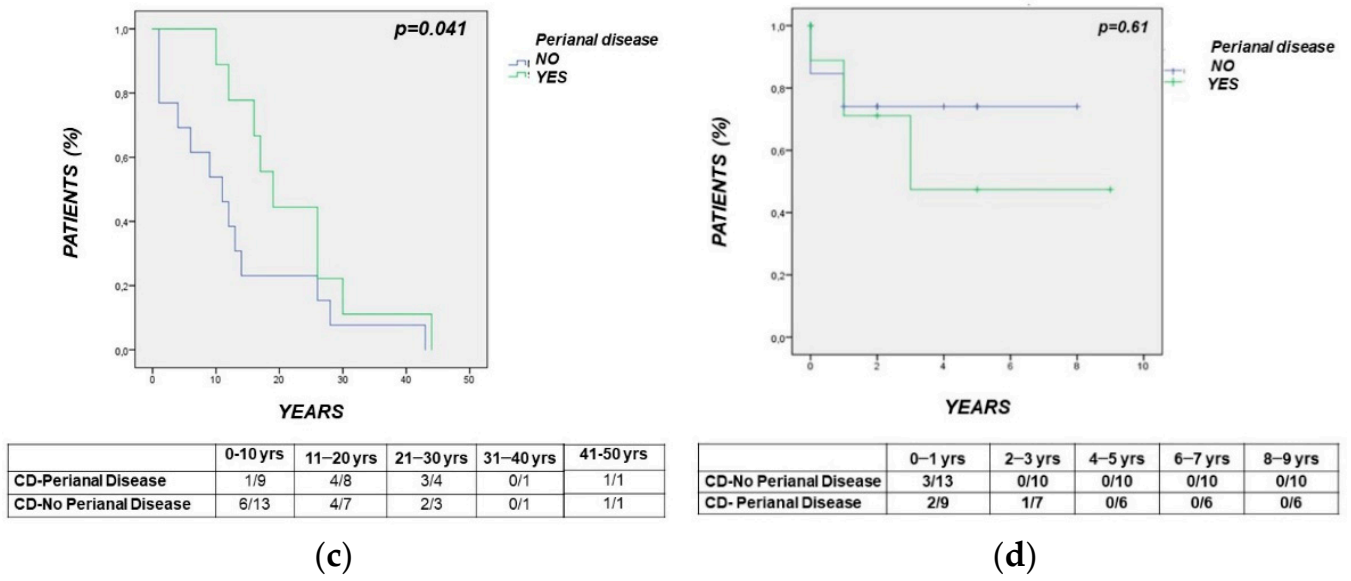 p=0.041
Perianal disease
NO
YES
PATIENTS (%)
1,0
0,8
0,6
0,4
0,2
0,0
0 10 20 30 40 50
YEARS
0-10 yrs 11–20 yrs 21–30 yrs 31–40 yrs 41-50 yrs
CD-Perianal Disease 1/9 4/8 3/4 0/1 1/1
CD-No Perianal Disease 6/13 4/7 2/3 0/1 1/1
(c)
p=0.61
Perianal disease
NO
YES
PATIENTS (%)
1,0
0,8
0,6
0,4
0,2
0,0
0 2 4 6 8 10
YEARS
0–1 yrs 2–3 yrs 4–5 yrs 6–7 yrs 8–9 yrs
CD-No Perianal Disease 3/13 0/10 0/10 0/10 0/10
CD- Perianal Disease 2/9 1/7 0/6 0/6 0/6
(d)